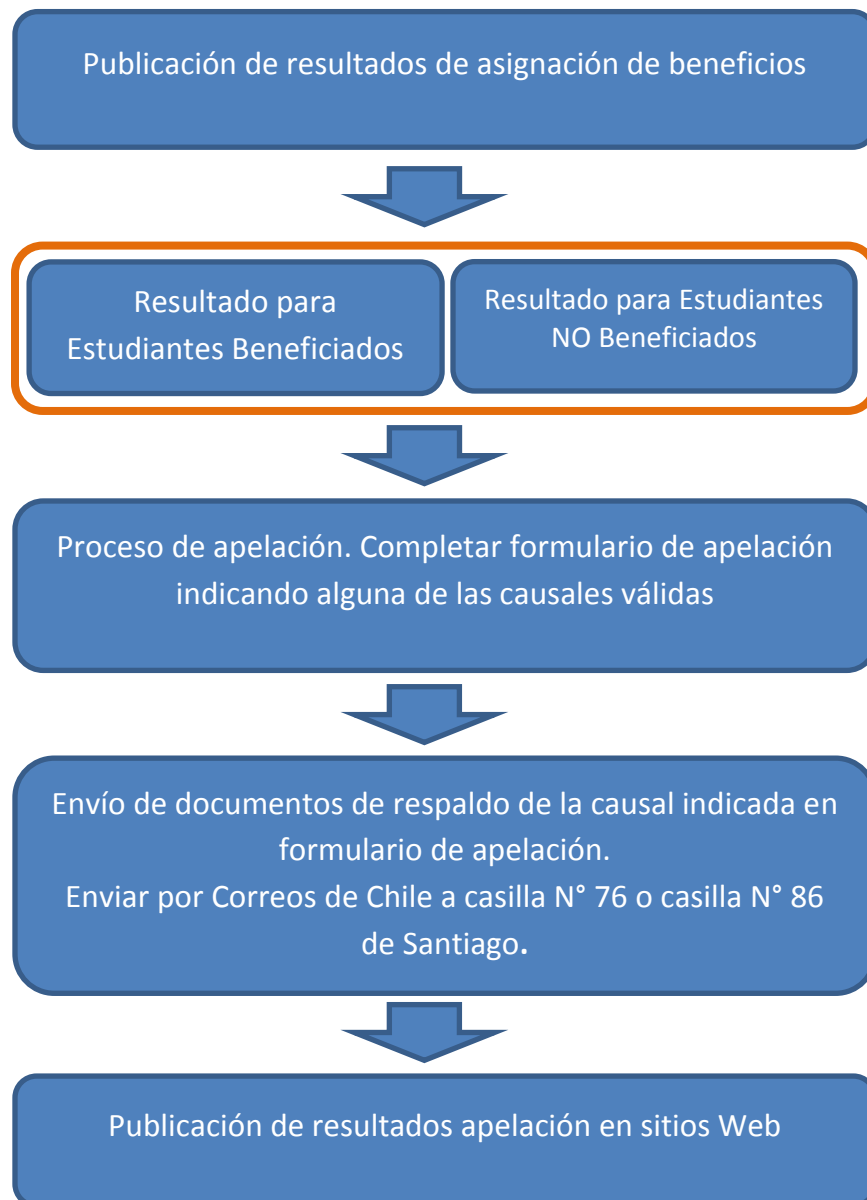 Publicación de resultados de asignación de beneficios
Resultado para
Estudiantes Beneficiados
Resultado para Estudiantes
NO Beneficiados
Proceso de apelación. Completar formulario de apelación
indicando alguna de las causales válidas
Envío de documentos de respaldo de la causal indicada en
formulario de apelación.
Enviar por Correos de Chile a casilla N° 76 o casilla N° 86
de Santiago.
Publicación de resultados apelación en sitios Web